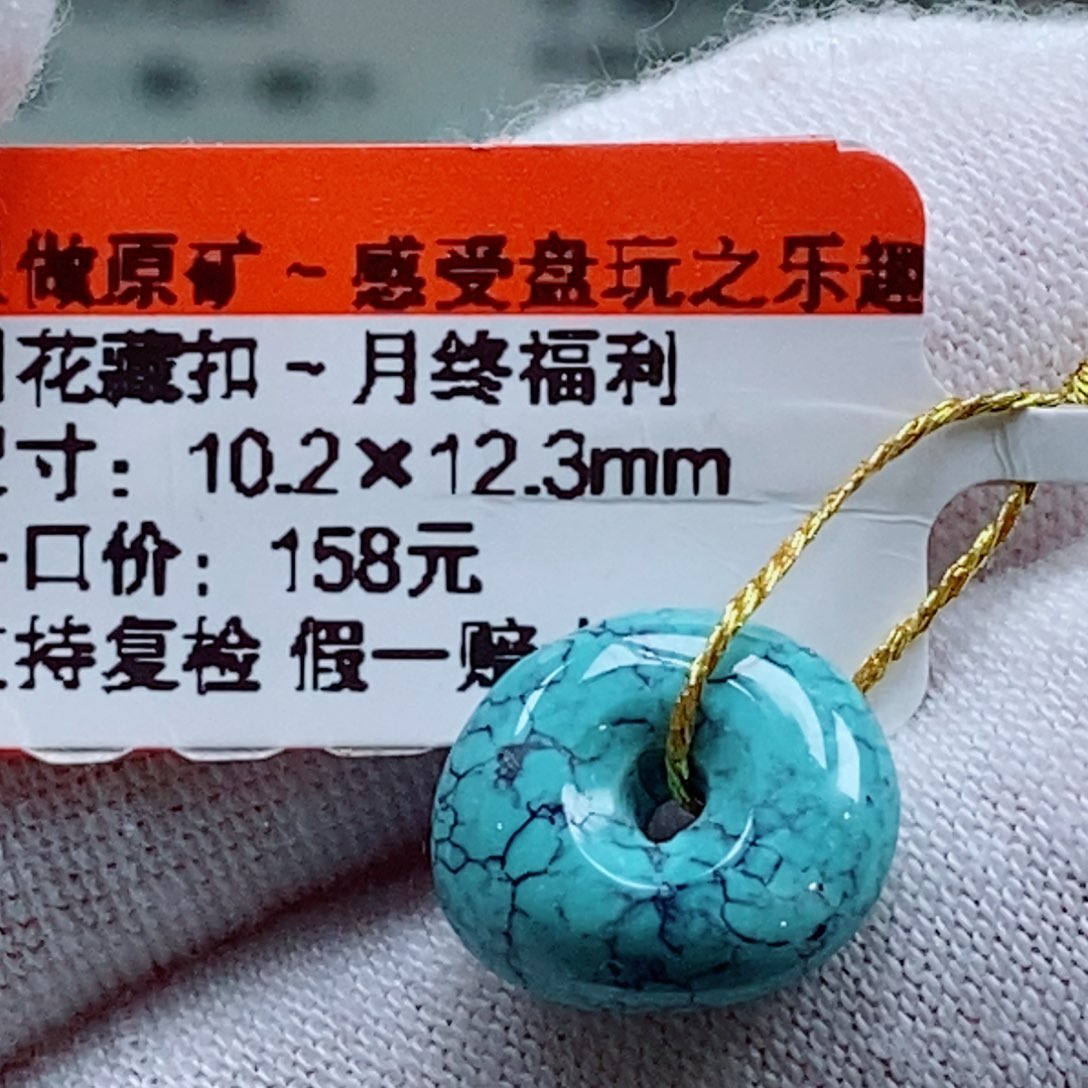 做原矿~感受盘玩之乐趣
花藏扣~月终福利
寸：10.2×12.3mm
口价：158元
持复检 假一赔